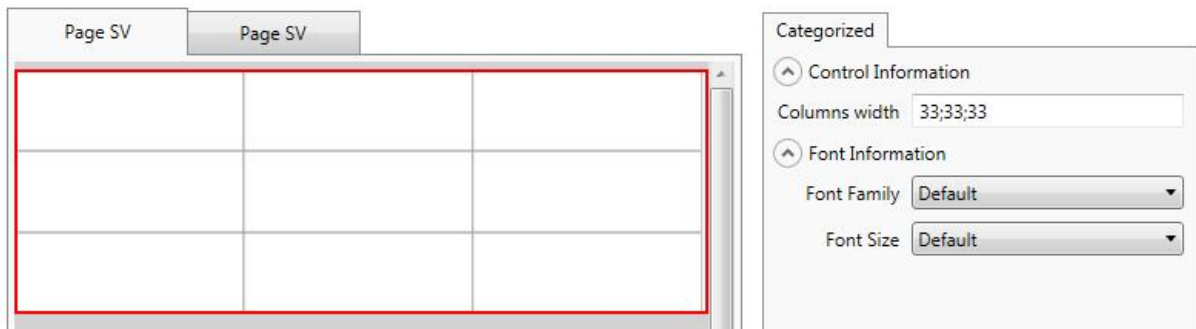 Page SV
Page SV
Categorized
Control Information
Columns width 33;33;33
Font Information
Font Family Default
Font Size Default